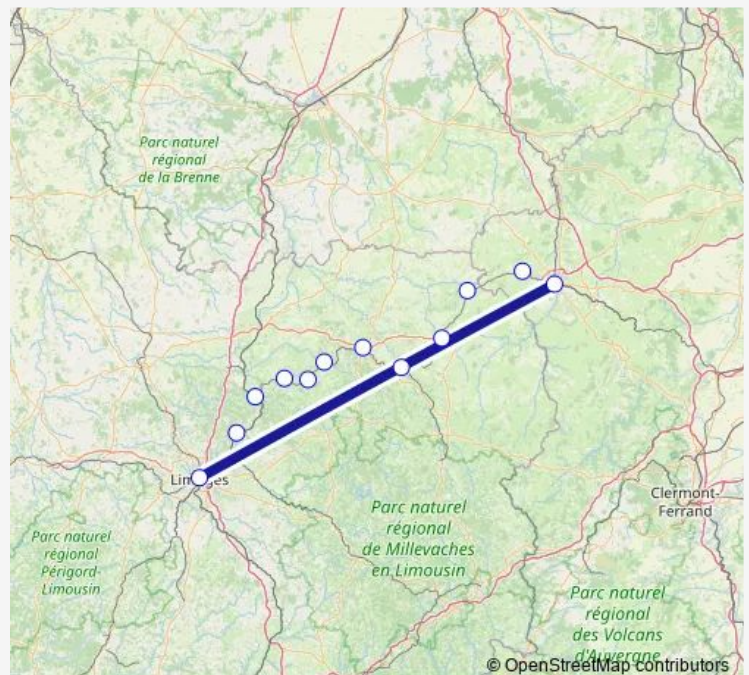 Parc naturel
régional
de la Brenne
Limoges
Clermont-
Ferrand
Parc naturel
régional
de Millevaches
en Limousin
Parc naturel
régional
Périgord-
Limousin
Parc naturel
régional
des Volcans
d'Auvergne
© OpenStreetMap contributors